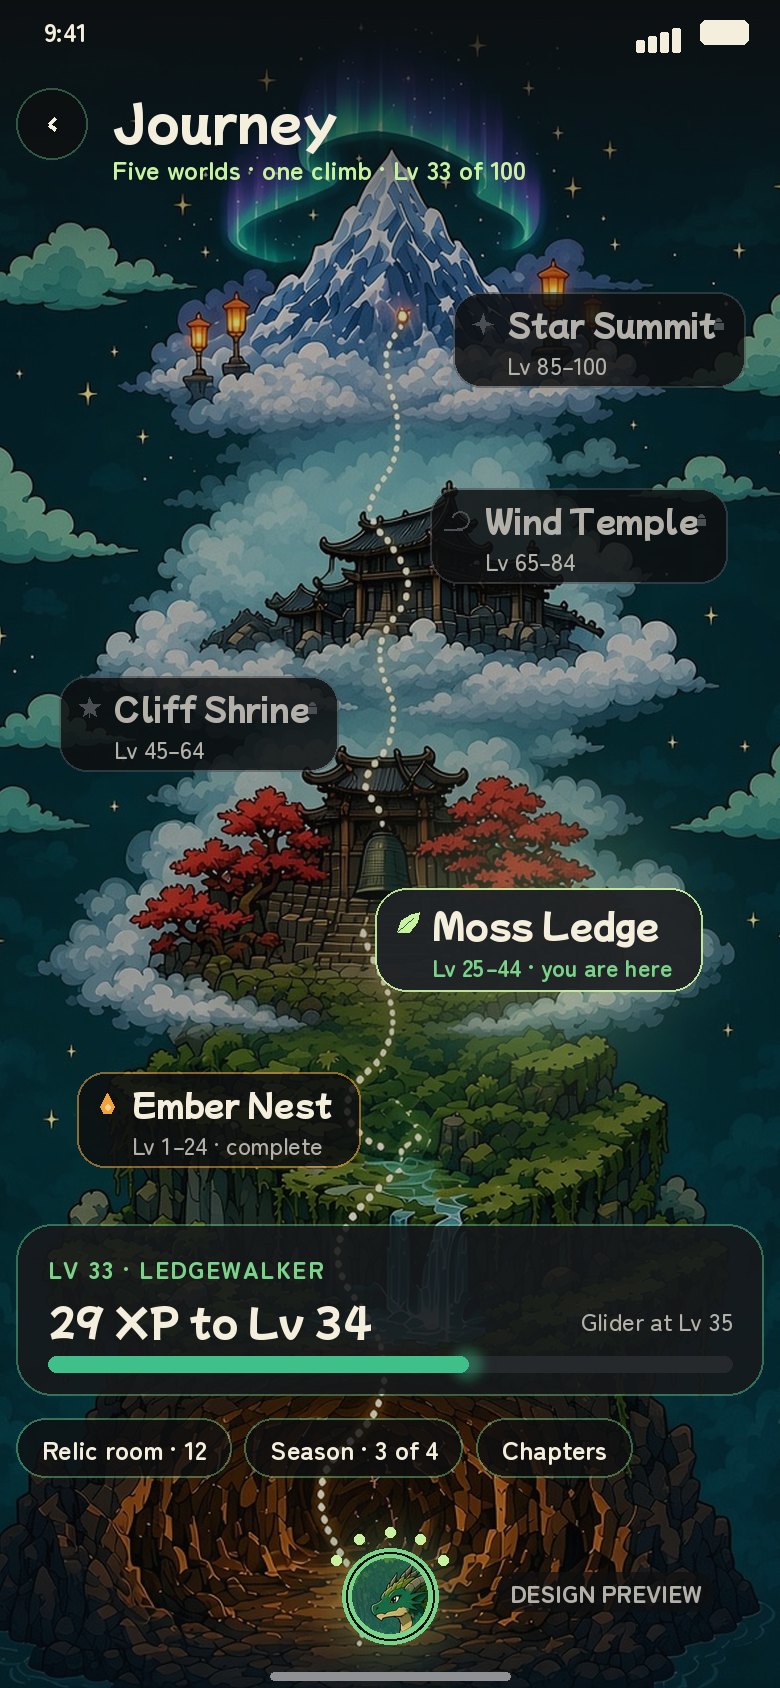 9:41
Journey
Five worlds · one climb · Lv 33 of 100
Star Summit
Lv 85–100
Wind Temple
Lv 65–84
Cliff Shrine
Lv 45–64
Moss Ledge
Lv 25–44 · you are here
Ember Nest
Lv 1–24 · complete
LV 33 · LEDGEWALKER
29 XP to Lv 34
Glider at Lv 35
Relic room · 12
Season · 3 of 4
Chapters
DESIGN PREVIEW